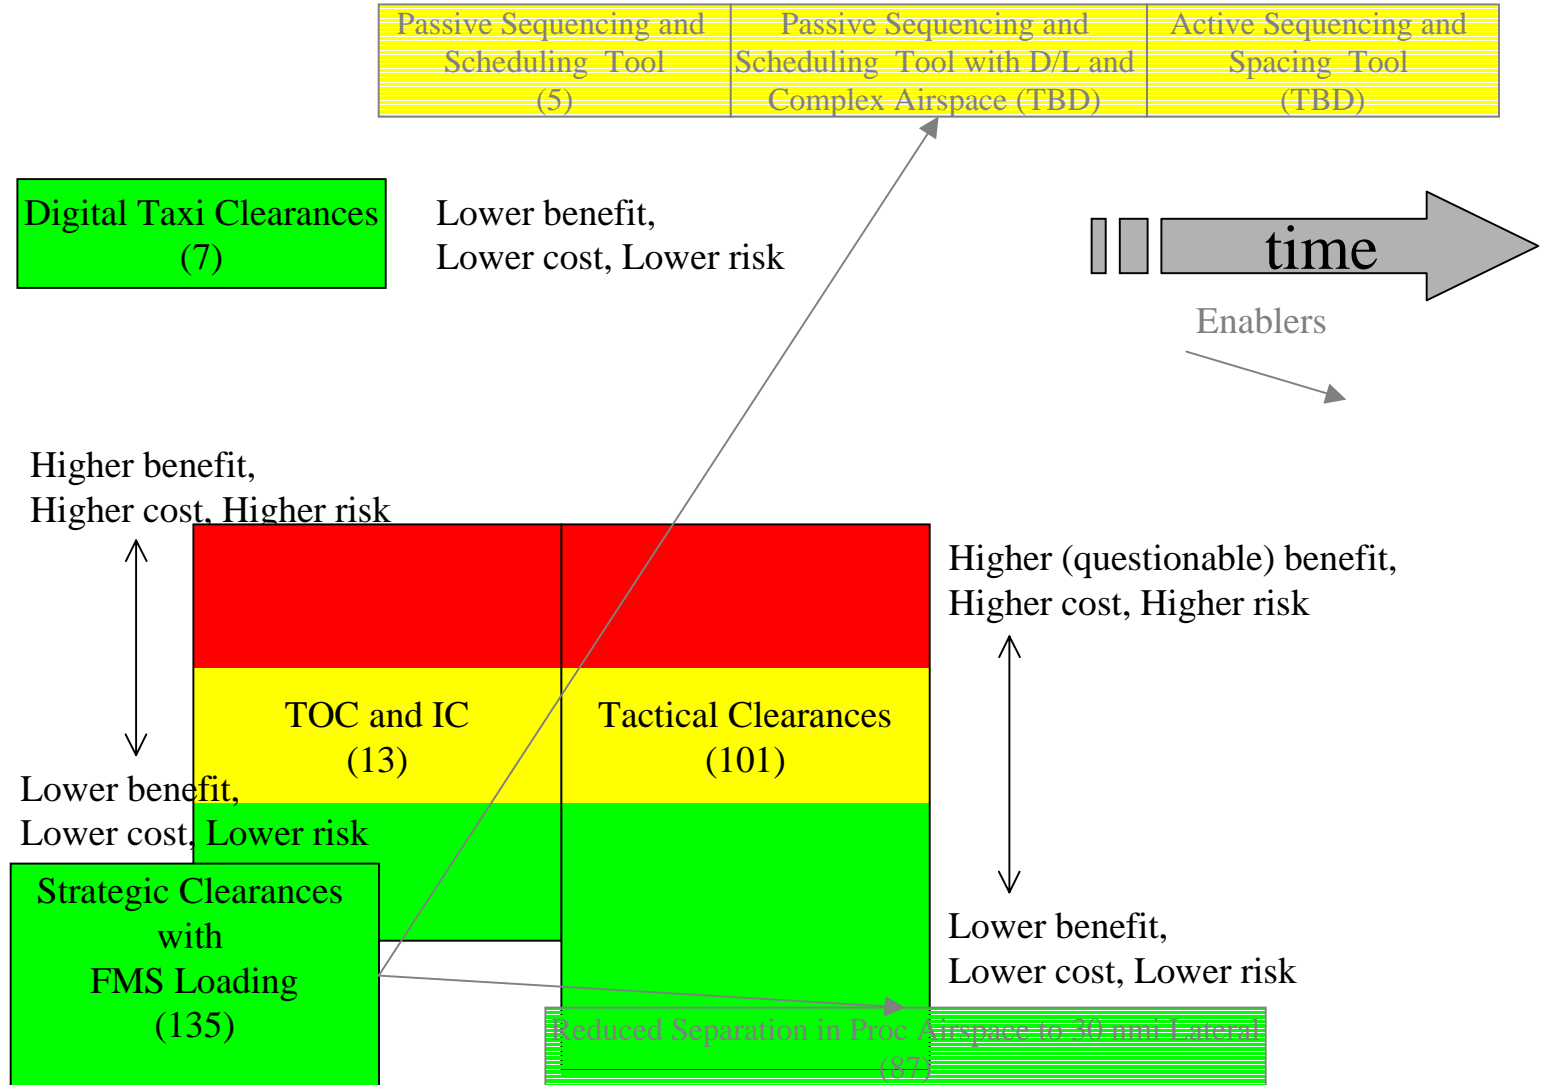 Passive Sequencing and
Scheduling Tool
(5)
Passive Sequencing and
Scheduling Tool with D/L and
Complex Airspace (TBD)
Active Sequencing and
Spacing Tool
(TBD)
Digital Taxi Clearances
(7)
Lower benefit,
Lower cost, Lower risk
time
Enablers
Higher benefit,
Higher cost, Higher risk
Higher (questionable) benefit,
Higher cost, Higher risk
TOC and IC
(13)
Tactical Clearances
(101)
Lower benefit,
Lower cost, Lower risk
Strategic Clearances
with
FMS Loading
(135)
Lower benefit,
Lower cost, Lower risk
Reduced Separation in Proc Airspace to 30 nmi Lateral
(87)